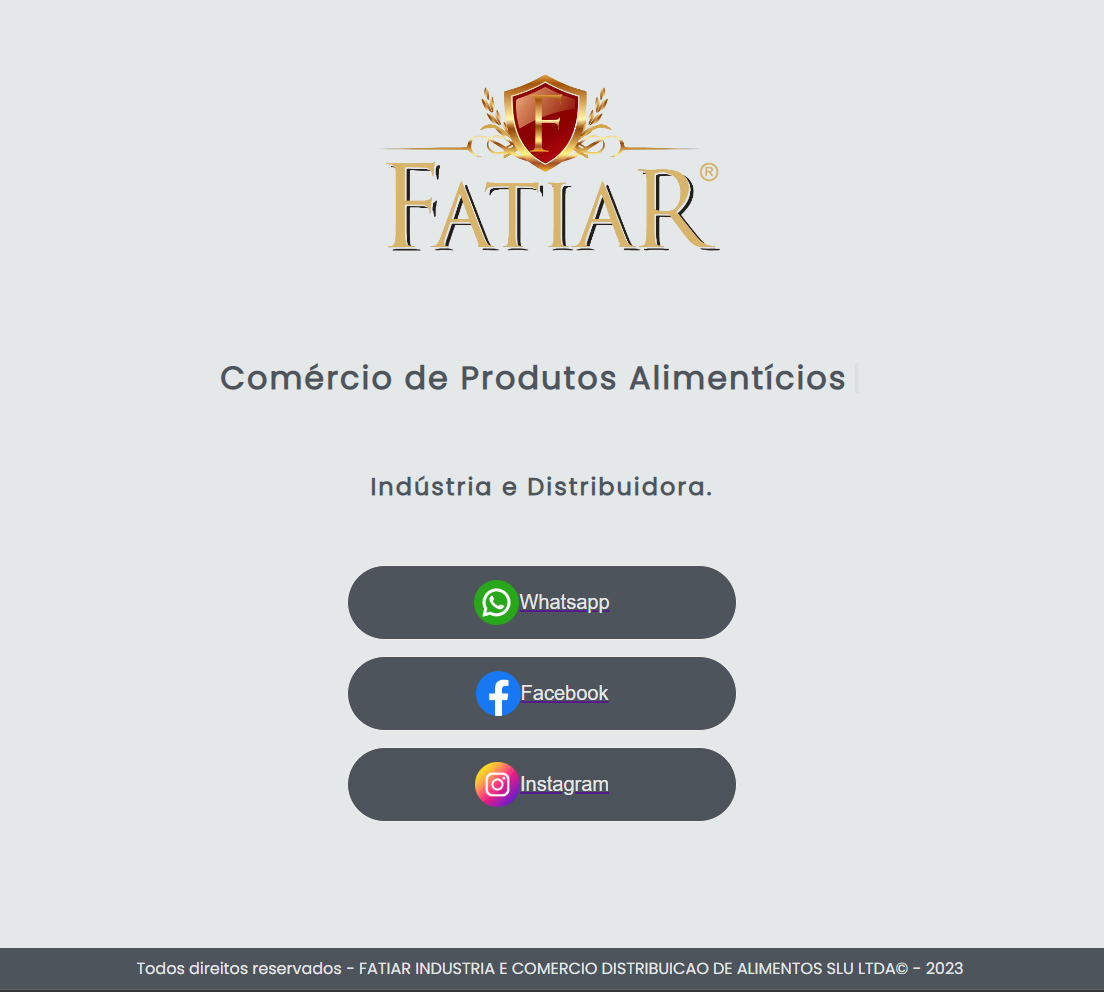 F
FATIAR®
Comércio de Produtos Alimentícios
Indústria e Distribuidora.
Whatsapp
Facebook
Instagram
Todos direitos reservados - FATIAR INDUSTRIA E COMERCIO DISTRIBUICAO DE ALIMENTOS SLU LTDA© - 2023